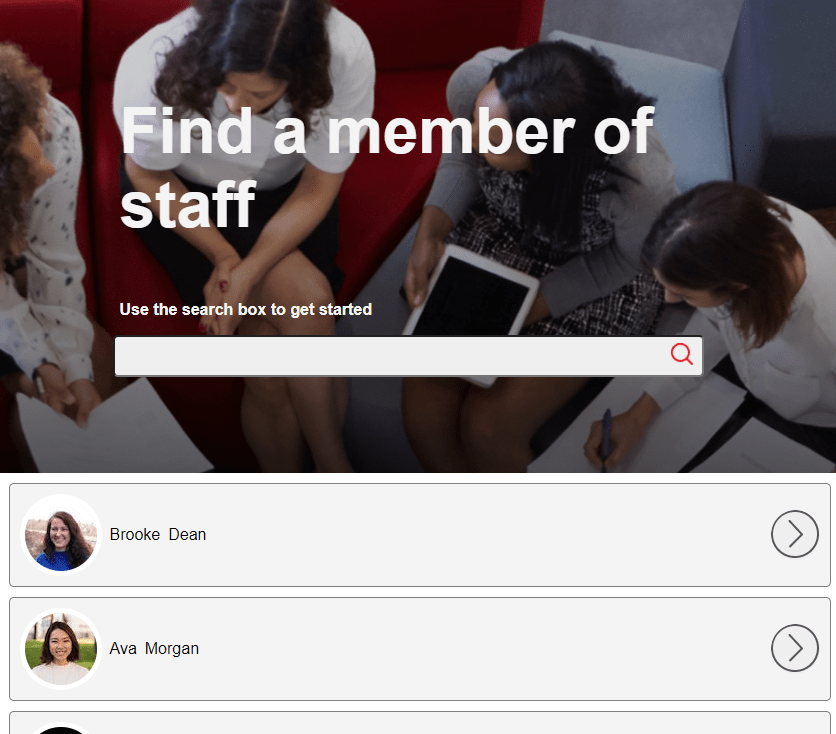 Find a member of
staff
Use the search box to get started
Brooke Dean
Ava Morgan